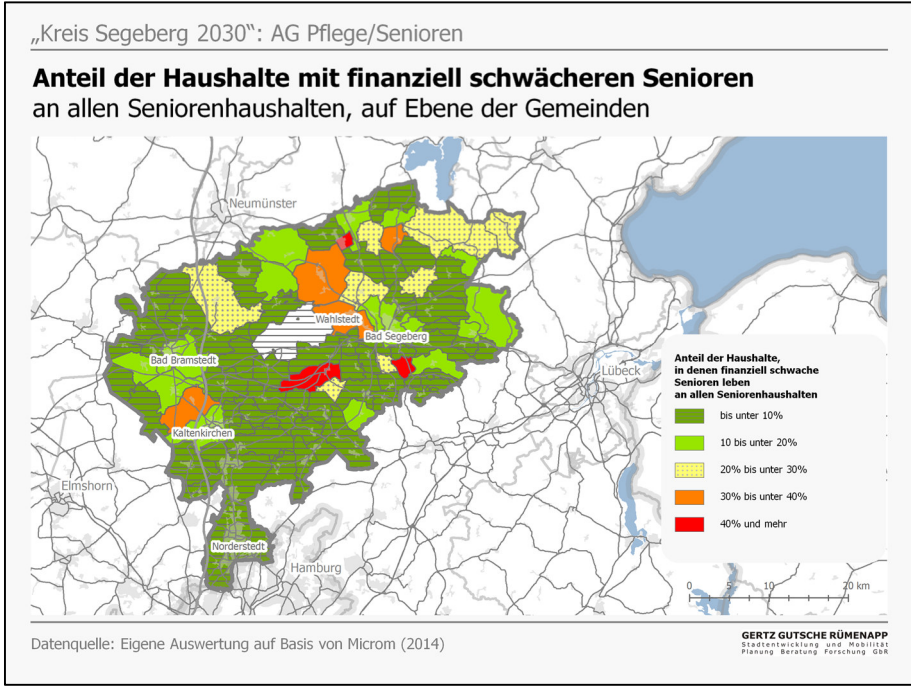 „Kreis Segeberg 2030“: AG Pflege/Senioren
Anteil der Haushalte mit finanziell schwächeren Senioren
an allen Seniorenhaushalten, auf Ebene der Gemeinden
Neumünster
Wahlstedt
Bad Segeberg
Bad Bramstedt
Lübeck
Kaltenkirchen
Elmshorn
Norderstedt
Hamburg
Anteil der Haushalte,
in denen finanziell schwache
Senioren leben
an allen Seniorenhaushalten
bis unter 10%
10 bis unter 20%
20% bis unter 30%
30% bis unter 40%
40% und mehr
0 5 10 20 km
Datenquelle: Eigene Auswertung auf Basis von Microm (2014)
GERTZ GUTSCHE RÜMENAPP
Stadtentwicklung und Mobilität
Planung Beratung Forschung GbR